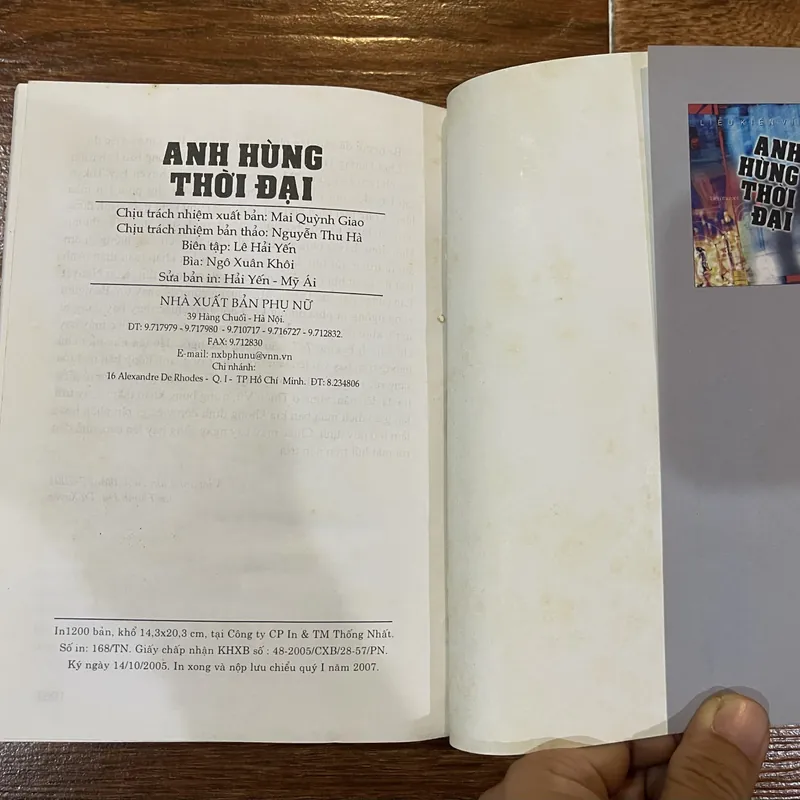 ANH HÙNG
THỜI ĐẠI
Chịu trách nhiệm xuất bản: Mai Quỳnh Giao
Chịu trách nhiệm bản thảo: Nguyễn Thu Hà
Biên tập: Lê Hải Yến
Bìa: Ngô Xuân Khôi
Sửa bản in: Hải Yến - Mỹ Ái
NHÀ XUẤT BẢN PHỤ NỮ
39 Hàng Chuối - Hà Nội.
ĐT: 9.717979 - 9.717980 - 9.710717 - 9.716727 - 9.712832.
FAX: 9.712830
E-mail: nxbphunu@vnn.vn
Chi nhánh:
16 Alexandre De Rhodes - Q. I - TP Hồ Chí Minh. ĐT: 8.234806
In1200 bản, khổ 14,3x20,3 cm, tại Công ty CP In & TM Thống Nhất.
Số in: 168/TN. Giấy chấp nhận KHXB số : 48-2005/CXB/28-57/PN.
Ký ngày 14/10/2005. In xong và nộp lưu chiểu quý I năm 2007.
LIÊU KIẾN
ANH
HÙNG
THỜI
ĐẠI